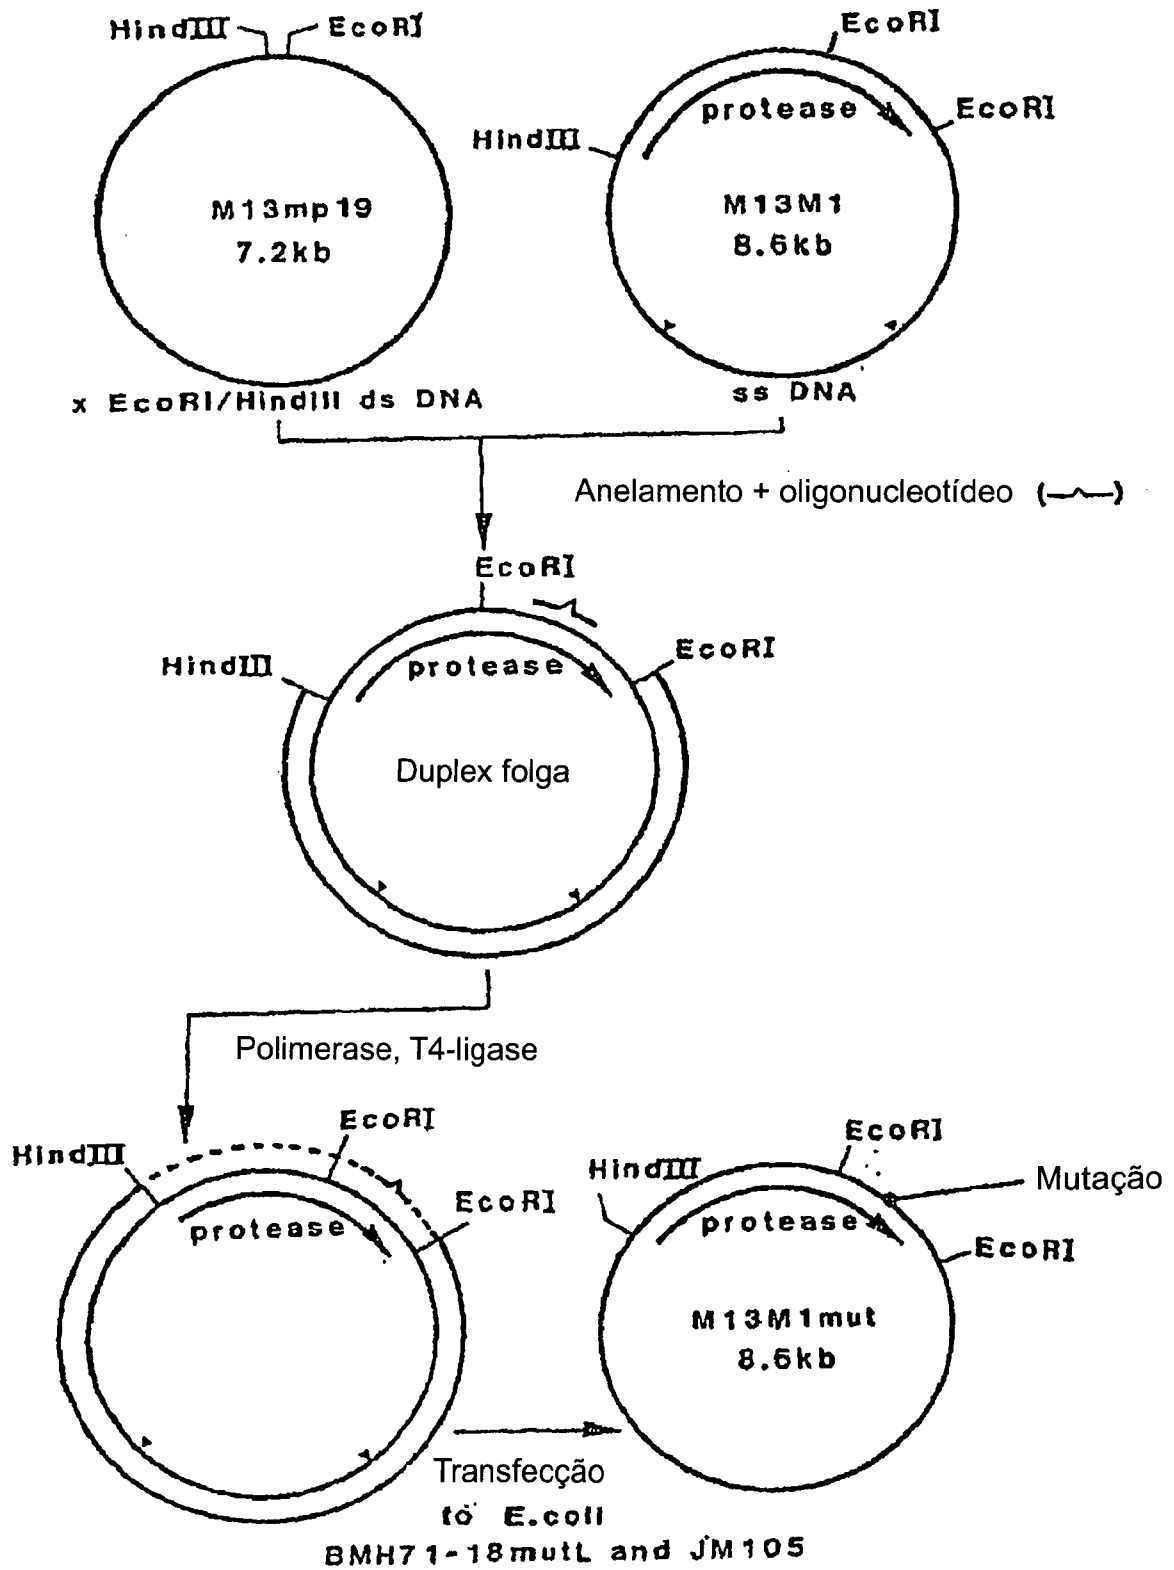 HindIII EcoRI
M13mp19
7.2kb
x EcoRI/HindIII ds DNA
EcoRI
EcoRI
HindIII
protease
M13M1
8.6kb
ss DNA
Anelamento + oligonucleotídeo ( )
EcoRI
HindIII
EcoRI
protease
Duplex folga
Polimerase, T4-ligase
HindIII
EcoRI
EcoRI
protease
Transfecção
to E.coli
BMH71-18mutL and JM105
EcoRI
HindIII
Mutação
protease
EcoRI
M13M1mut
8.6kb